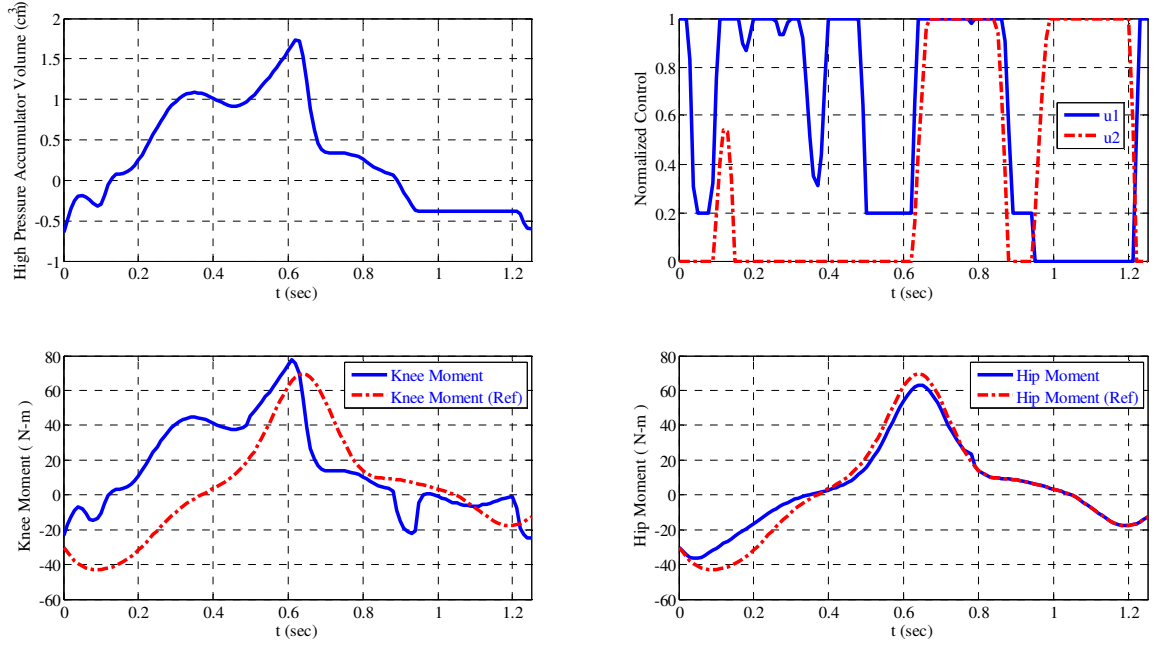 High Pressure Accumulator Volume (cm³)
2
1.5
1
0.5
0
-0.5
-1
0 0.2 0.4 0.6 0.8 1 1.2
t (sec)
Normalized Control
1
0.8
0.6
0.4
0.2
0
u1
u2
0 0.2 0.4 0.6 0.8 1 1.2
t (sec)
Knee Moment ( N-m )
80
60
40
20
0
-20
-40
-60
Knee Moment
Knee Moment (Ref)
0 0.2 0.4 0.6 0.8 1 1.2
t (sec)
Hip Moment ( N-m )
80
60
40
20
0
-20
-40
-60
Hip Moment
Hip Moment (Ref)
0 0.2 0.4 0.6 0.8 1 1.2
t (sec)